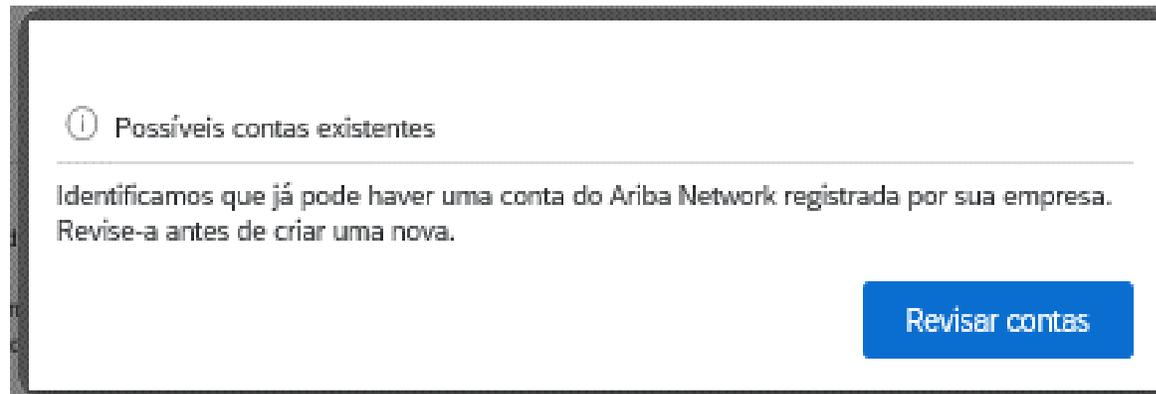 Possíveis contas existentes
Identificamos que já pode haver uma conta do Ariba Network registrada por sua empresa.
Revise-a antes de criar uma nova.
Revisar contas